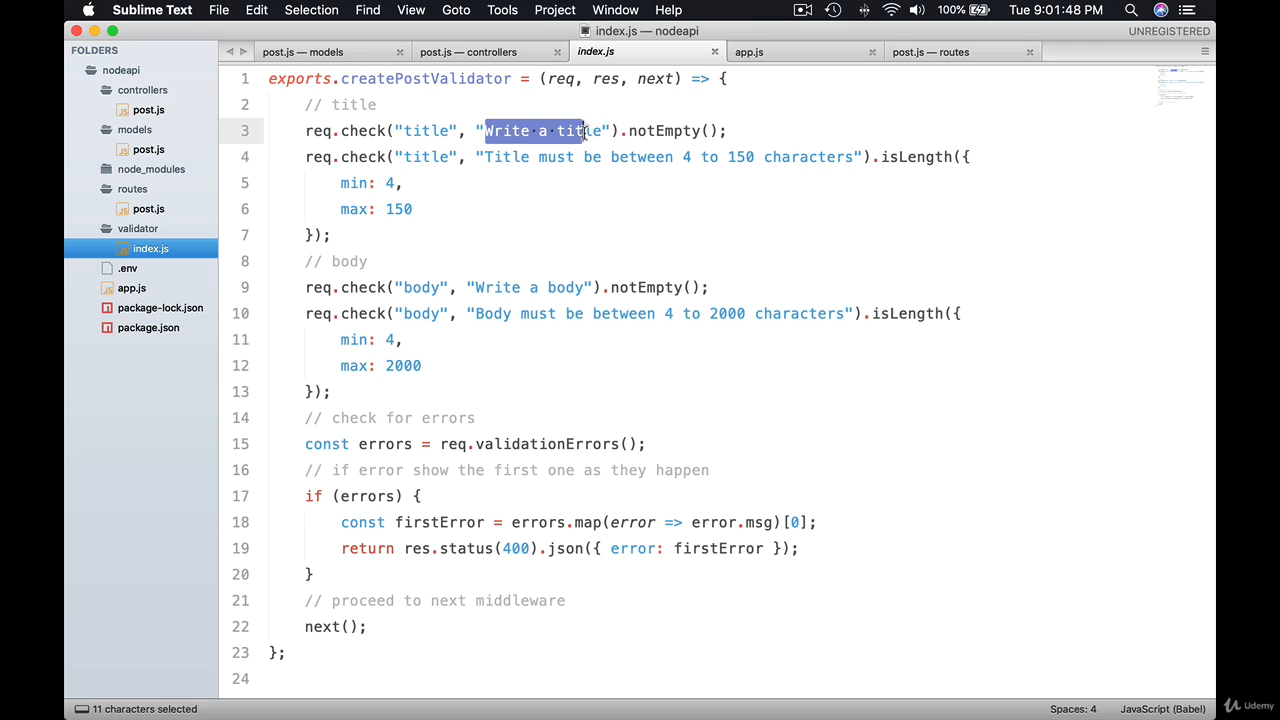 Sublime Text File Edit Selection Find View Goto Tools Project Window Help 100% Tue 9:01:48 PM
index.js — nodeapi UNREGISTERED
FOLDERS
nodeapi
controllers
post.js
models
post.js
node_modules
routes
post.js
validator
index.js
.env
app.js
package-lock.json
package.json
post.js — models post.js — controllers index.js app.js post.js — routes
1 exports.createPostValidator = (req, res, next) => {
2 // title
3 req.check("title", "Write a title").notEmpty();
4 req.check("title", "Title must be between 4 to 150 characters").isLength({
5 min: 4,
6 max: 150
7 });
8 // body
9 req.check("body", "Write a body").notEmpty();
10 req.check("body", "Body must be between 4 to 2000 characters").isLength({
11 min: 4,
12 max: 2000
13 });
14 // check for errors
15 const errors = req.validationErrors();
16 // if error show the first one as they happen
17 if (errors) {
18 const firstError = errors.map(error => error.msg)[0];
19 return res.status(400).json({ error: firstError });
20 }
21 // proceed to next middleware
22 next();
23 };
24
11 characters selected Spaces: 4 JavaScript (Babel)
Udemy